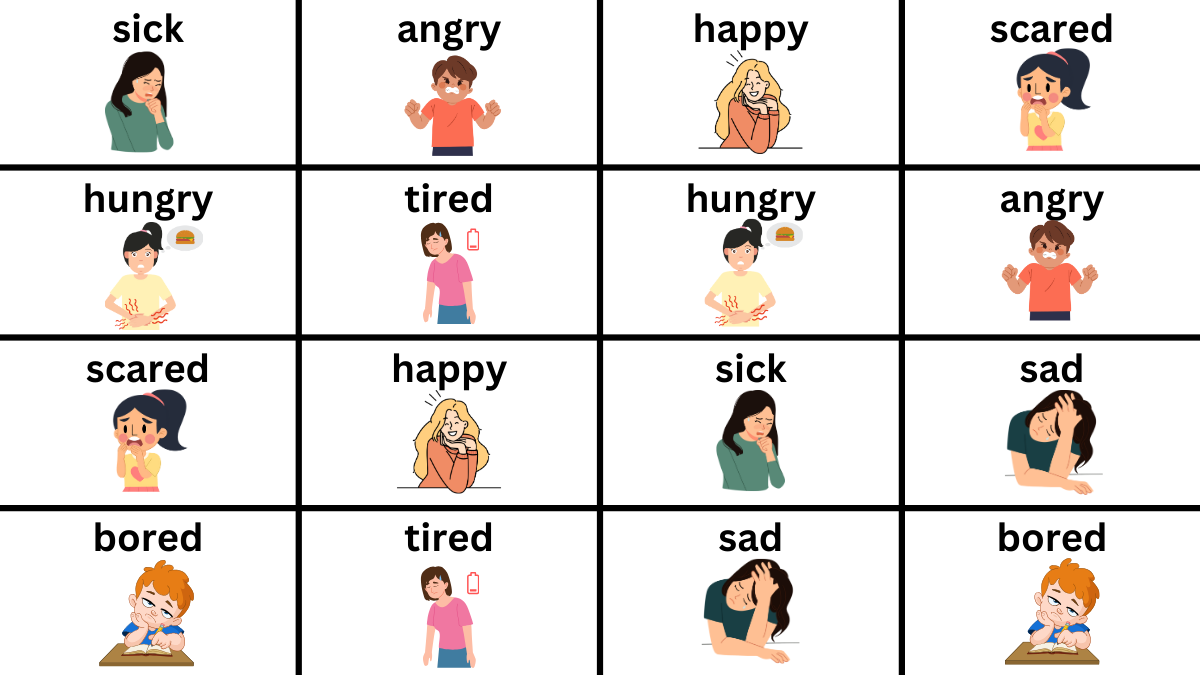 sick
angry
happy
scared
hungry
tired
hungry
angry
scared
happy
sick
sad
bored
tired
sad
bored